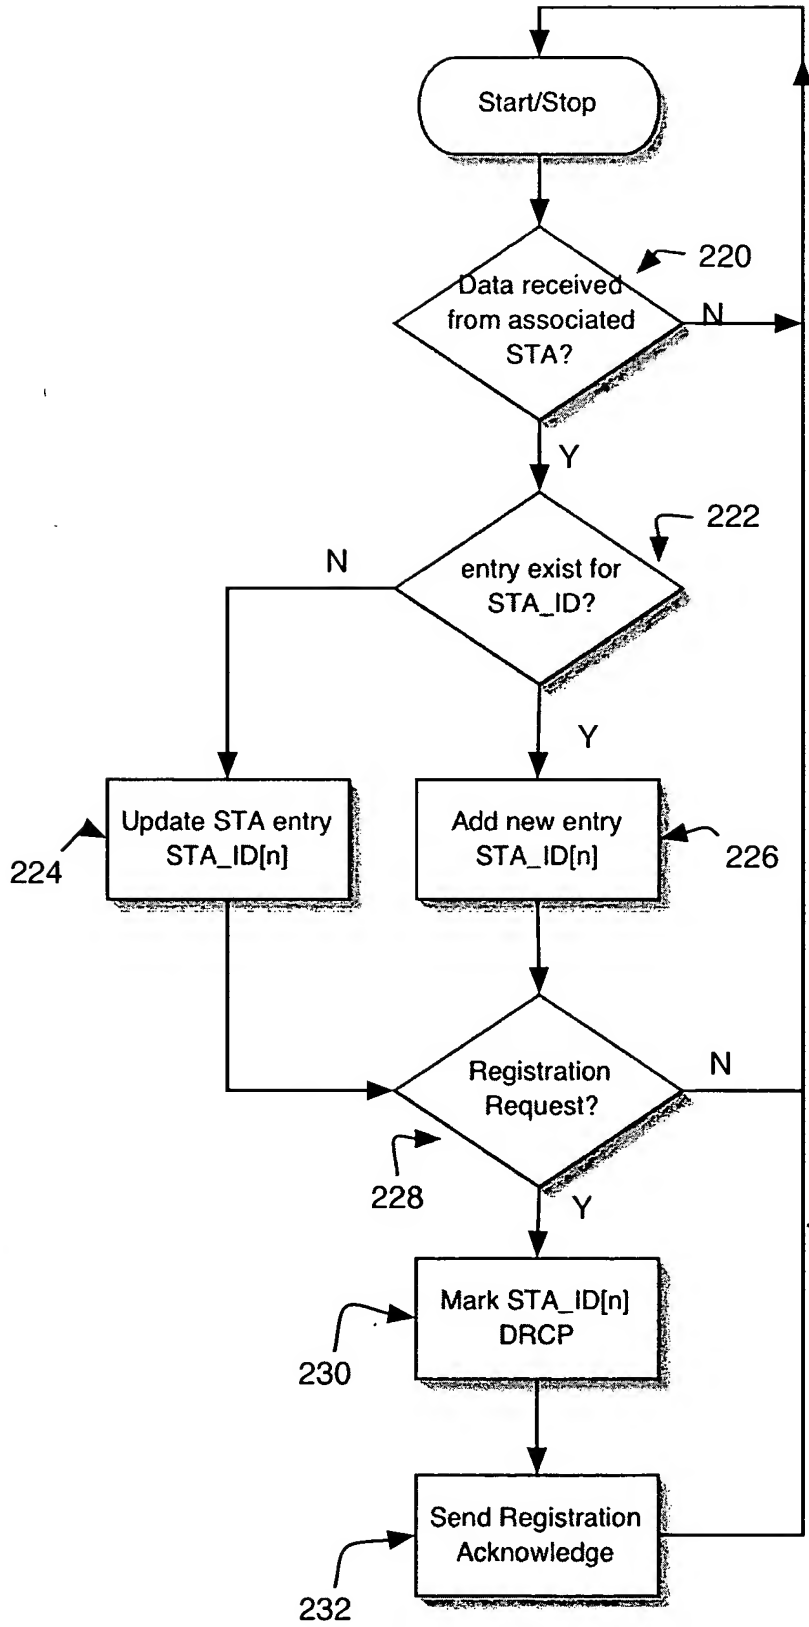 Start/Stop
220
Data received
from associated
STA?
N
Y
222
entry exist for
STA_ID?
N
Y
Update STA entry
STA_ID[n]
224
Add new entry
STA_ID[n]
226
Registration
Request?
N
228
Y
Mark STA_ID[n]
DRCP
230
Send Registration
Acknowledge
232